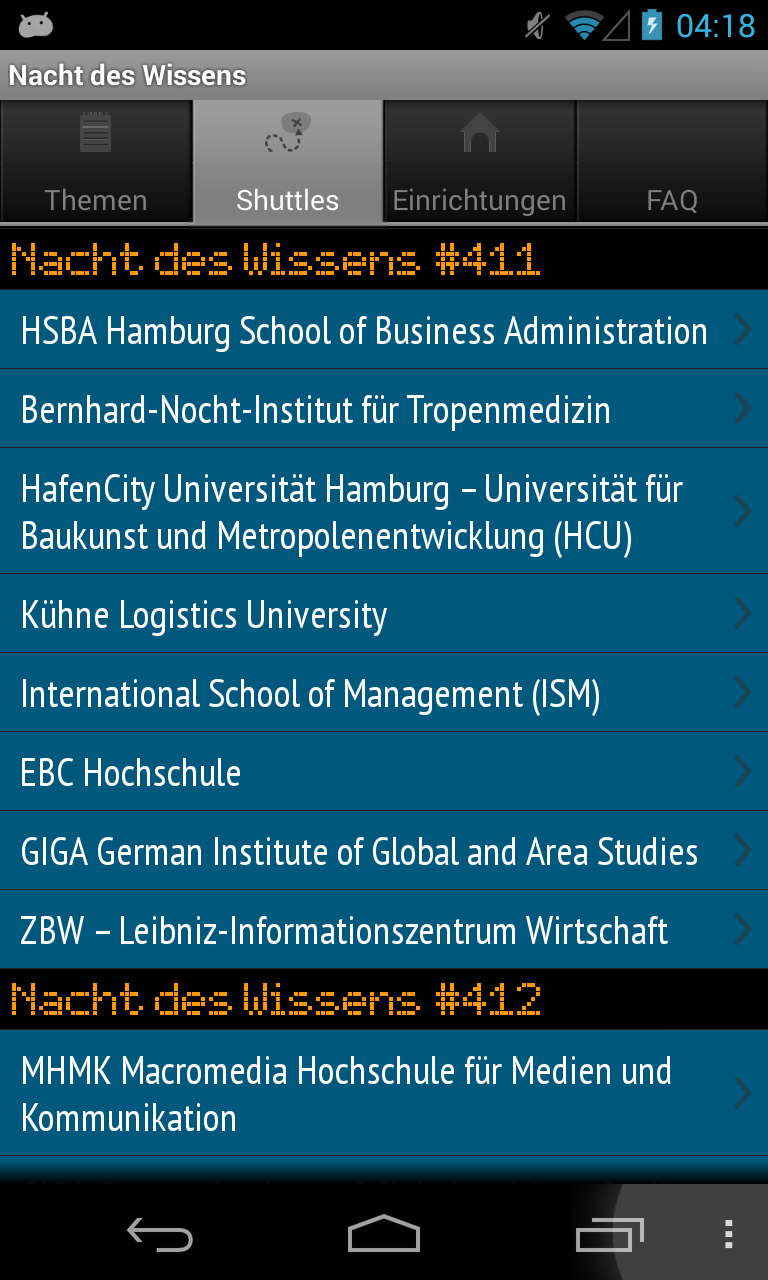 04:18
Nacht des Wissens
Themen
Shuttles
Einrichtungen
FAQ
Nacht des Wissens #411
HSBA Hamburg School of Business Administration
Bernhard-Nocht-Institut für Tropenmedizin
HafenCity Universität Hamburg – Universität für
Baukunst und Metropolenentwicklung (HCU)
Kühne Logistics University
International School of Management (ISM)
EBC Hochschule
GIGA German Institute of Global and Area Studies
ZBW – Leibniz-Informationszentrum Wirtschaft
Nacht des Wissens #412
MHMK Macromedia Hochschule für Medien und
Kommunikation